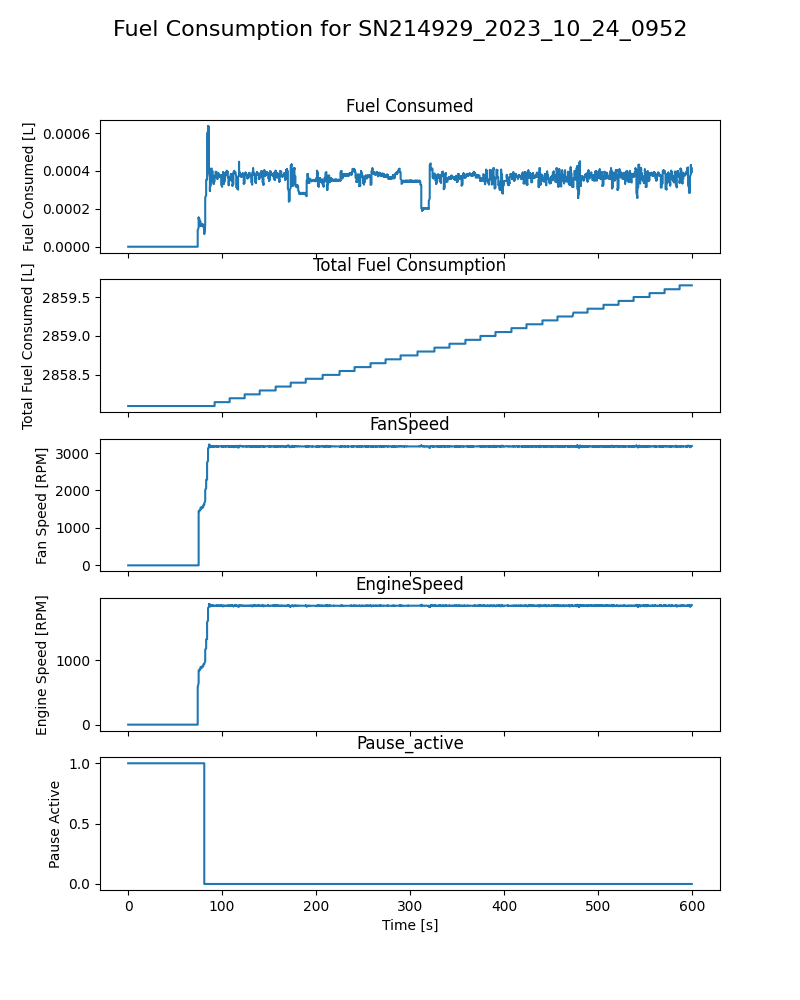 Fuel Consumption for SN214929_2023_10_24_0952
Fuel Consumed
Fuel Consumed [L]
0.0006
0.0004
0.0002
0.0000
Total Fuel Consumption
Total Fuel Consumed [L]
2859.5
2859.0
2858.5
FanSpeed
Fan Speed [RPM]
3000
2000
1000
0
EngineSpeed
Engine Speed [RPM]
1000
0
Pause_active
Pause Active
1.0
0.5
0.0
0 100 200 300 400 500 600
Time [s]